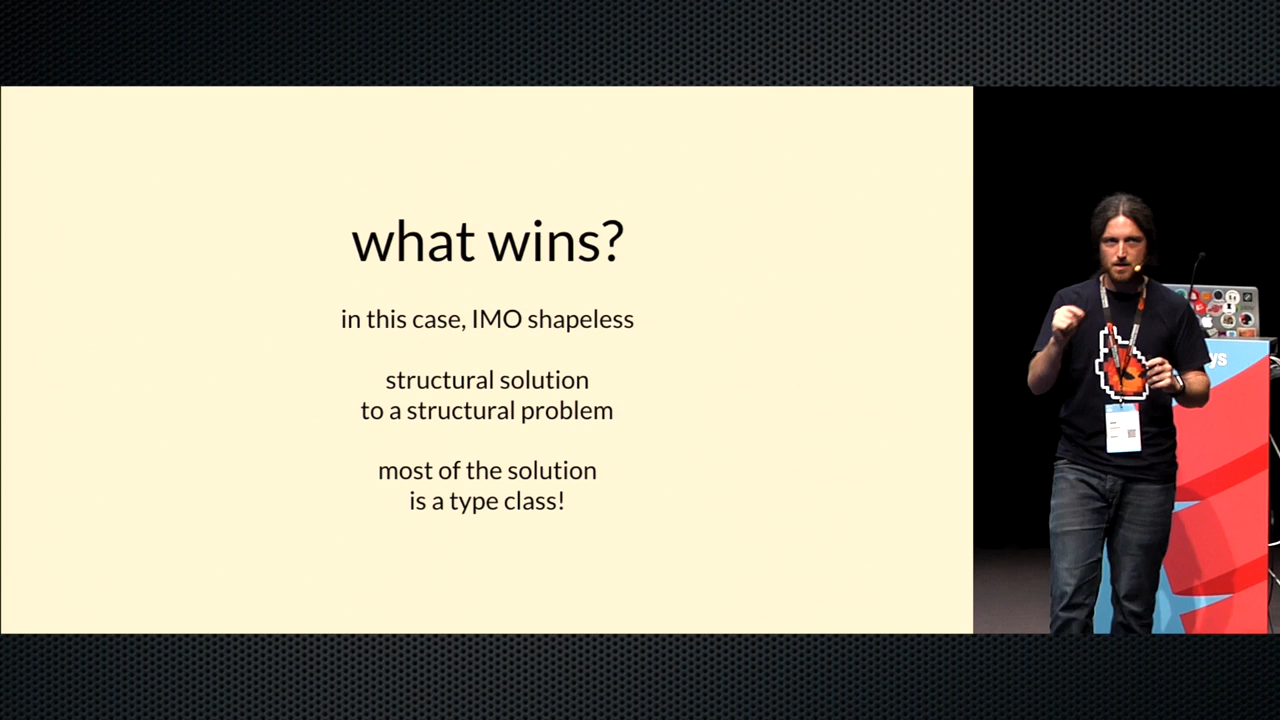 what wins?
in this case, IMO shapeless
structural solution
to a structural problem
most of the solution
is a type class!
ys